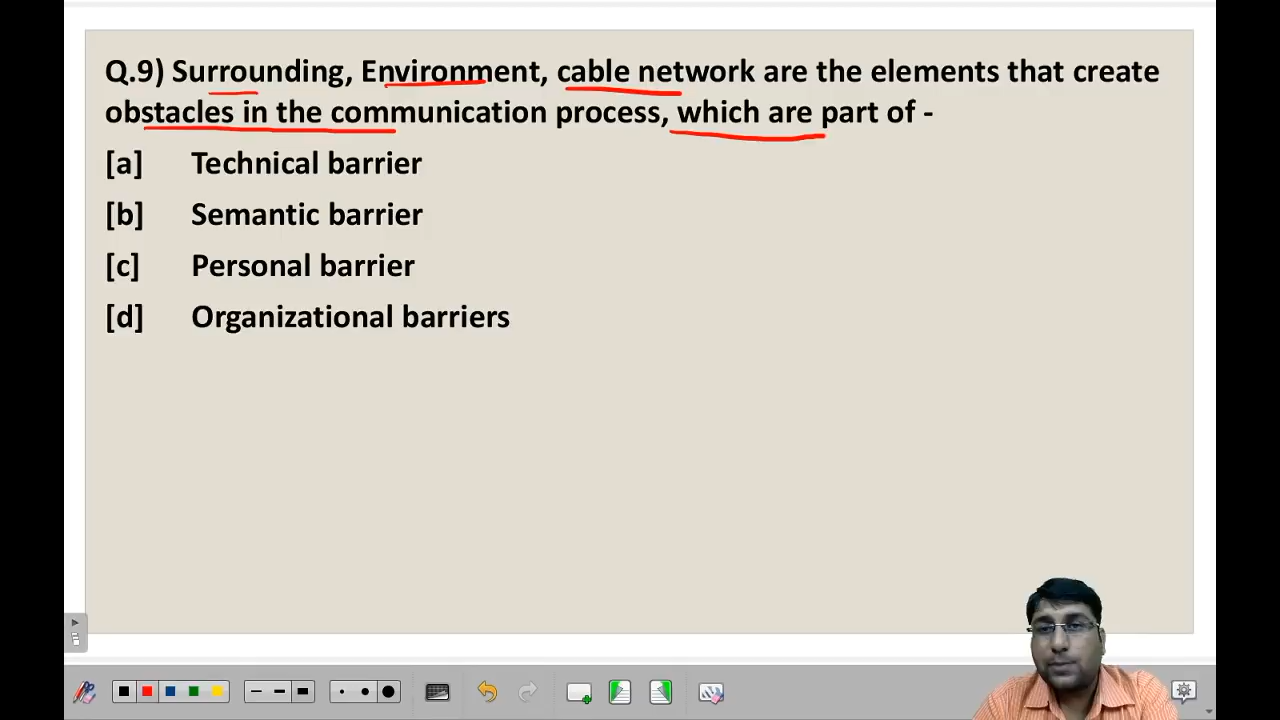 Q.9) Surrounding, Environment, cable network are the elements that create
obstacles in the communication process, which are part of -
[a] Technical barrier
[b] Semantic barrier
[c] Personal barrier
[d] Organizational barriers